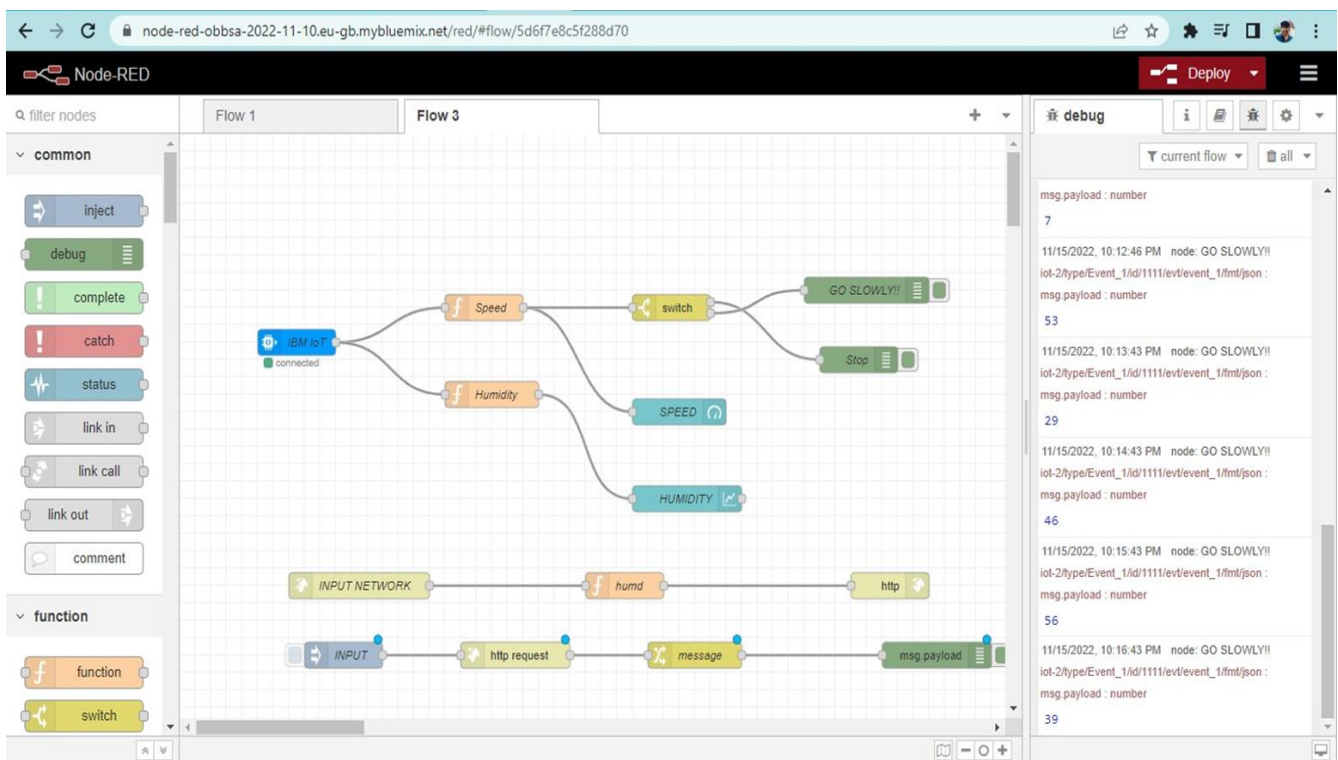 node-red-obbsa-2022-11-10.eu-gb.mybluemix.net/red/#flow/5d6f7e8c5f288d70
Node-RED
Deploy
filter nodes
common
inject
debug
complete
catch
status
link in
link call
link out
comment
function
function
switch
Flow 1
Flow 3
IBM IoT
connected
Speed
Humidity
switch
GO SLOWLY!!
Stop
SPEED
HUMIDITY
INPUT NETWORK
humd
http
INPUT
http request
message
msg.payload
debug
i
current flow
all
msg.payload : number
7
11/15/2022, 10:12:46 PM node: GO SLOWLY!!
iot-2/type/Event_1/id/1111/evt/event_1/fmt/json :
msg.payload : number
53
11/15/2022, 10:13:43 PM node: GO SLOWLY!!
iot-2/type/Event_1/id/1111/evt/event_1/fmt/json :
msg.payload : number
29
11/15/2022, 10:14:43 PM node: GO SLOWLY!!
iot-2/type/Event_1/id/1111/evt/event_1/fmt/json :
msg.payload : number
46
11/15/2022, 10:15:43 PM node: GO SLOWLY!!
iot-2/type/Event_1/id/1111/evt/event_1/fmt/json :
msg.payload : number
56
11/15/2022, 10:16:43 PM node: GO SLOWLY!!
iot-2/type/Event_1/id/1111/evt/event_1/fmt/json :
msg.payload : number
39